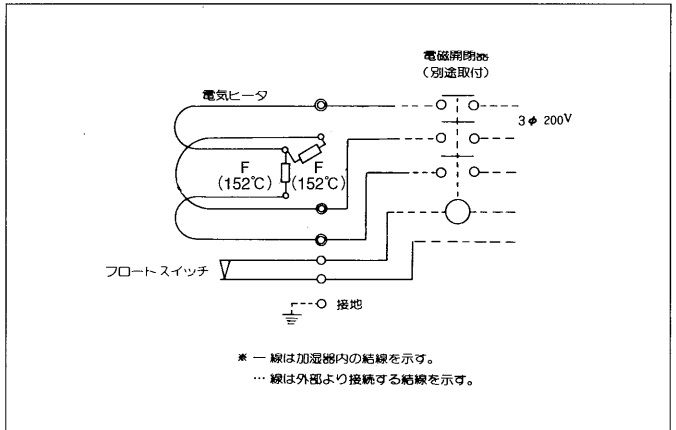 電磁開閉器
（別途取付）
電気ヒータ
3φ 200V
F
（152℃）
F
（152℃）
フロートスイッチ
接地
※ — 線は加湿器内の結線を示す。
… 線は外部より接続する結線を示す。